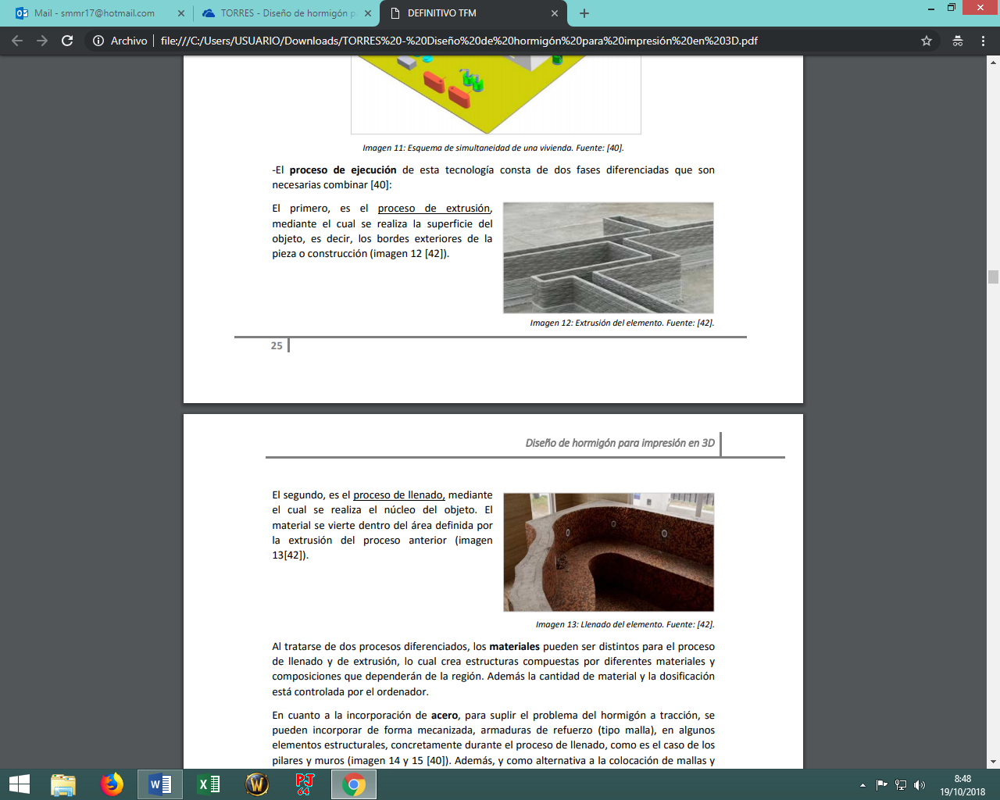 Mail - smmr17@hotmail.com
TORRES - Diseño de hormigón p
DEFINITIVO TFM
Archivo
file:///C:/Users/USUARIO/Downloads/TORRES%20-%20Diseño%20de%20hormigón%20para%20impresión%20en%203D.pdf
Imagen 11: Esquema de simultaneidad de una vivienda. Fuente: [40].
-El proceso de ejecución de esta tecnología consta de dos fases diferenciadas que son
necesarias combinar [40]:
El primero, es el proceso de extrusión,
mediante el cual se realiza la superficie del
objeto, es decir, los bordes exteriores de la
pieza o construcción (imagen 12 [42]).
Imagen 12: Extrusión del elemento. Fuente: [42].
25
Diseño de hormigón para impresión en 3D
El segundo, es el proceso de llenado, mediante
el cual se realiza el núcleo del objeto. El
material se vierte dentro del área definida por
la extrusión del proceso anterior (imagen
13[42]).
Imagen 13: Llenado del elemento. Fuente: [42].
Al tratarse de dos procesos diferenciados, los materiales pueden ser distintos para el proceso
de llenado y de extrusión, lo cual crea estructuras compuestas por diferentes materiales y
composiciones que dependerán de la región. Además la cantidad de material y la dosificación
está controlada por el ordenador.
En cuanto a la incorporación de acero, para suplir el problema del hormigón a tracción, se
pueden incorporar de forma mecanizada, armaduras de refuerzo (tipo malla), en algunos
elementos estructurales, concretamente durante el proceso de llenado, como es el caso de los
pilares y muros (imagen 14 y 15 [40]). Además, y como alternativa a la colocación de mallas y
PJ
64
8:48
19/10/2018